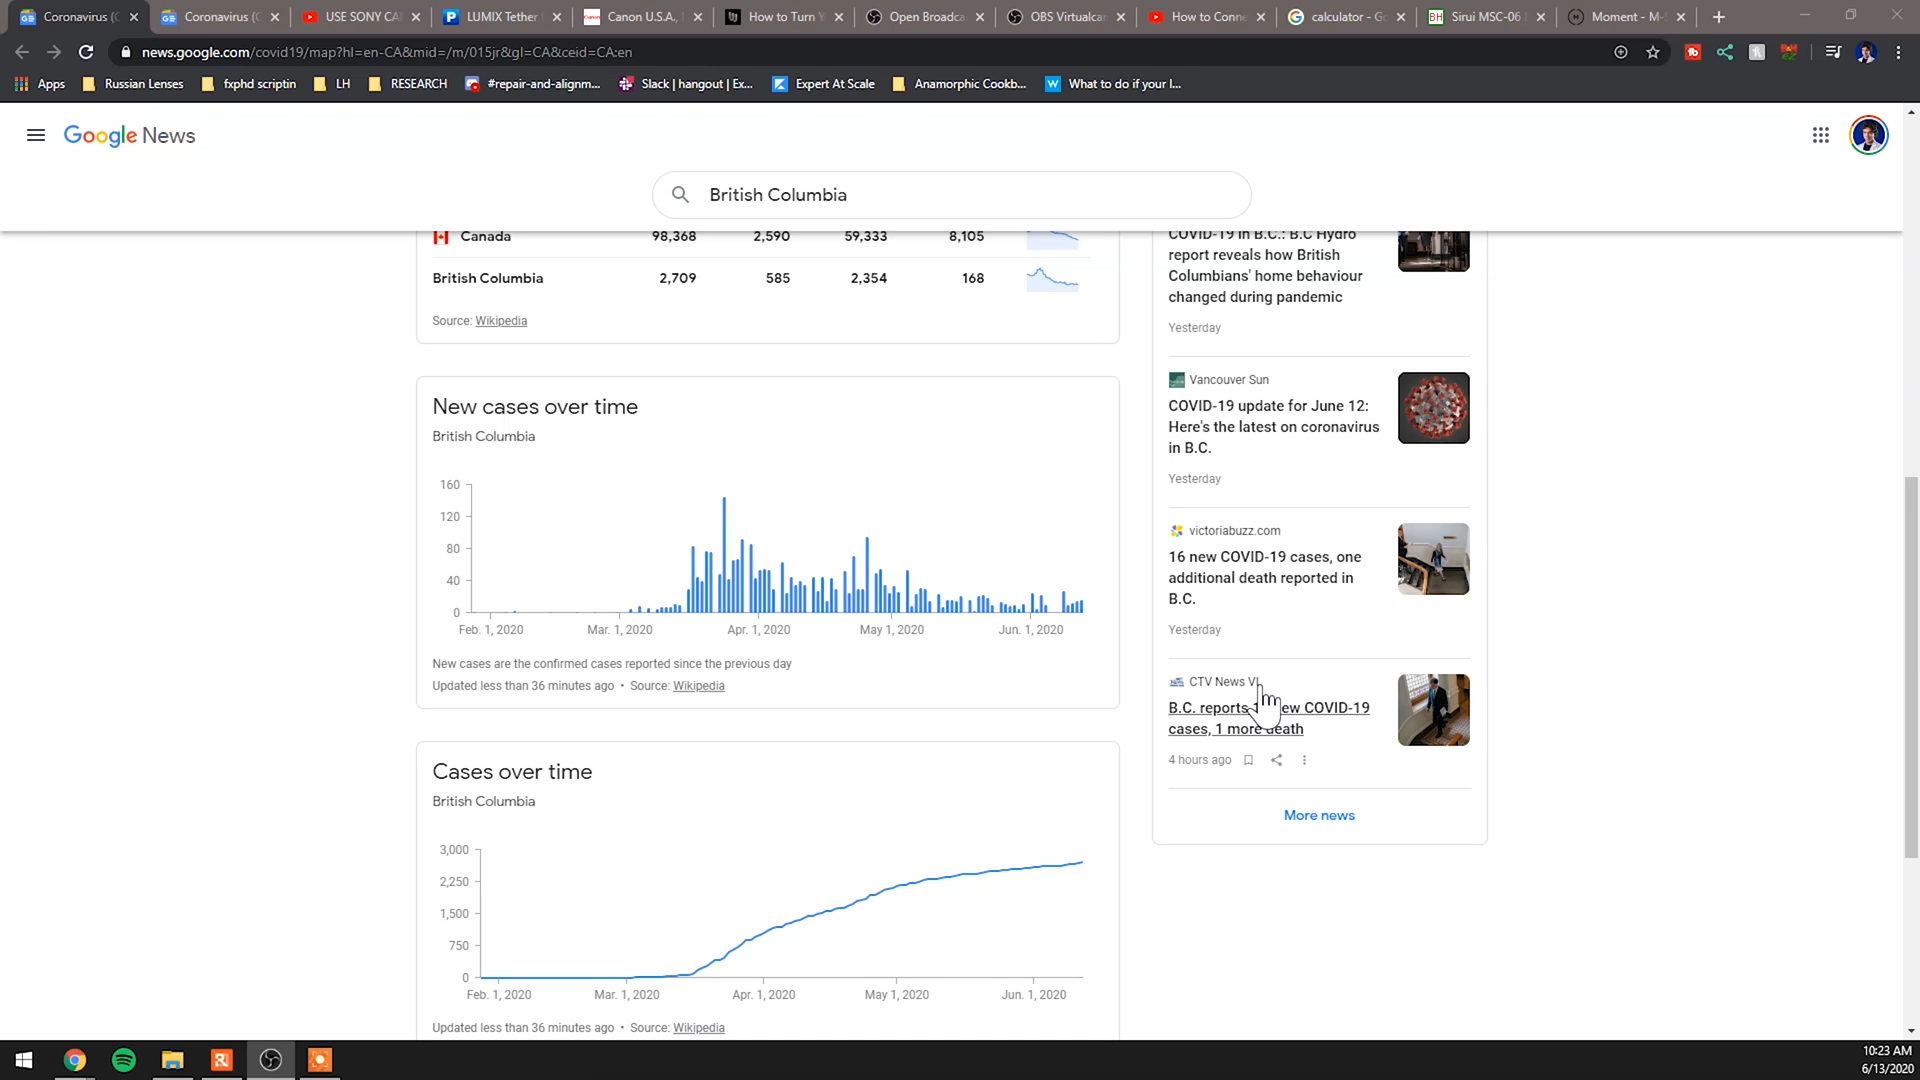 Coronavirus (C
Coronavirus (C
USE SONY CA
LUMIX Tether
Canon U.S.A.,
How to Turn Y
Open Broadca
OBS Virtualcar
How to Conne
calculator - Go
Sirui MSC-06
Moment - M-
news.google.com/covid19/map?hl=en-CA&mid=/m/015jr&gl=CA&ceid=CA:en
Apps
Russian Lenses
fxphd scriptin
LH
RESEARCH
#repair-and-alignm...
Slack | hangout | Ex...
Expert At Scale
Anamorphic Cookb...
What to do if your l...
Google News
British Columbia
Canada 98,368 2,590 59,333 8,105
British Columbia 2,709 585 2,354 168
Source: Wikipedia
New cases over time
British Columbia
160
120
80
40
0
Feb. 1, 2020 Mar. 1, 2020 Apr. 1, 2020 May 1, 2020 Jun. 1, 2020
New cases are the confirmed cases reported since the previous day
Updated less than 36 minutes ago • Source: Wikipedia
Cases over time
British Columbia
3,000
2,250
1,500
750
0
Feb. 1, 2020 Mar. 1, 2020 Apr. 1, 2020 May 1, 2020 Jun. 1, 2020
Updated less than 36 minutes ago • Source: Wikipedia
COVID-19 in B.C.: B.C Hydro
report reveals how British
Columbians' home behaviour
changed during pandemic
Yesterday
Vancouver Sun
COVID-19 update for June 12:
Here's the latest on coronavirus
in B.C.
Yesterday
victoriabuzz.com
16 new COVID-19 cases, one
additional death reported in
B.C.
Yesterday
CTV News VI
B.C. reports new COVID-19
cases, 1 more death
4 hours ago
More news
10:23 AM
6/13/2020